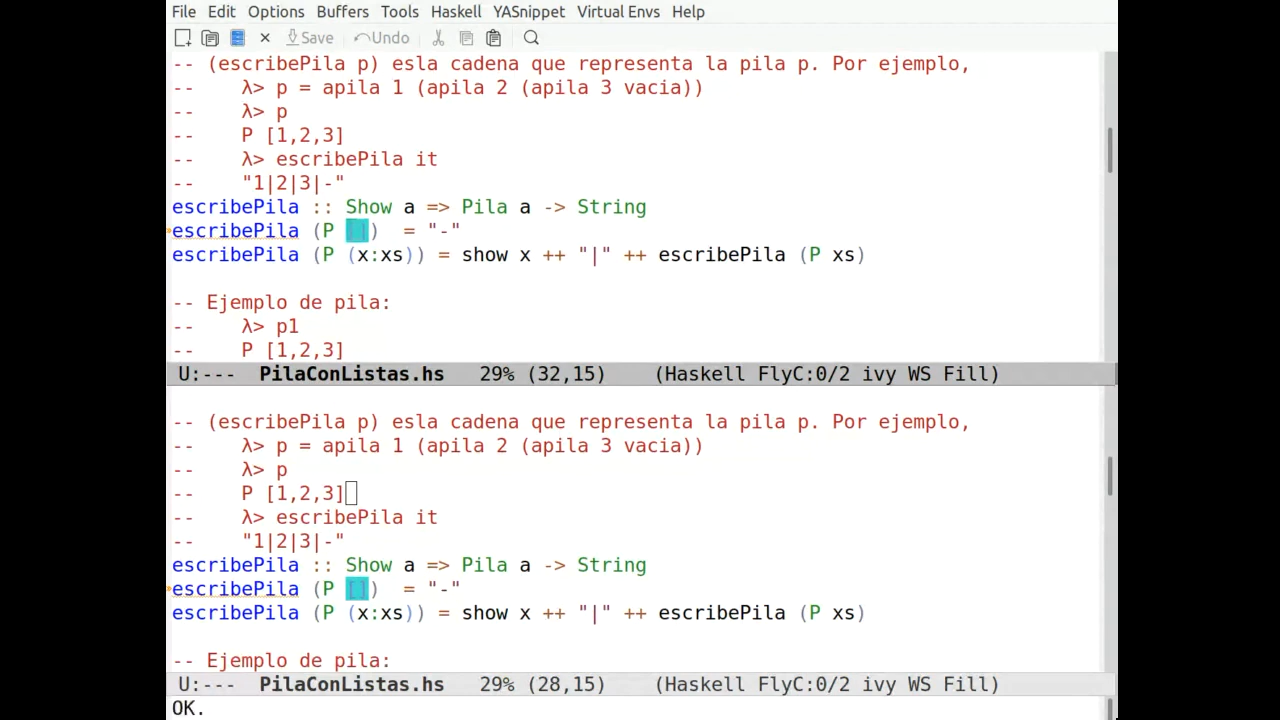 File Edit Options Buffers Tools Haskell YASnippet Virtual Envs Help
Save Undo
-- (escribePila p) esla cadena que representa la pila p. Por ejemplo,
--    λ> p = apila 1 (apila 2 (apila 3 vacia))
--    λ> p
--    P [1,2,3]
--    λ> escribePila it
--    "1|2|3|-"
escribePila :: Show a => Pila a -> String
escribePila (P [])  = "-"
escribePila (P (x:xs)) = show x ++ "|" ++ escribePila (P xs)
-- Ejemplo de pila:
--    λ> p1
--    P [1,2,3]
U:---  PilaConListas.hs   29% (32,15)    (Haskell FlyC:0/2 ivy WS Fill)
-- (escribePila p) esla cadena que representa la pila p. Por ejemplo,
--    λ> p = apila 1 (apila 2 (apila 3 vacia))
--    λ> p
--    P [1,2,3]
--    λ> escribePila it
--    "1|2|3|-"
escribePila :: Show a => Pila a -> String
escribePila (P [])  = "-"
escribePila (P (x:xs)) = show x ++ "|" ++ escribePila (P xs)
-- Ejemplo de pila:
U:---  PilaConListas.hs   29% (28,15)    (Haskell FlyC:0/2 ivy WS Fill)
OK.